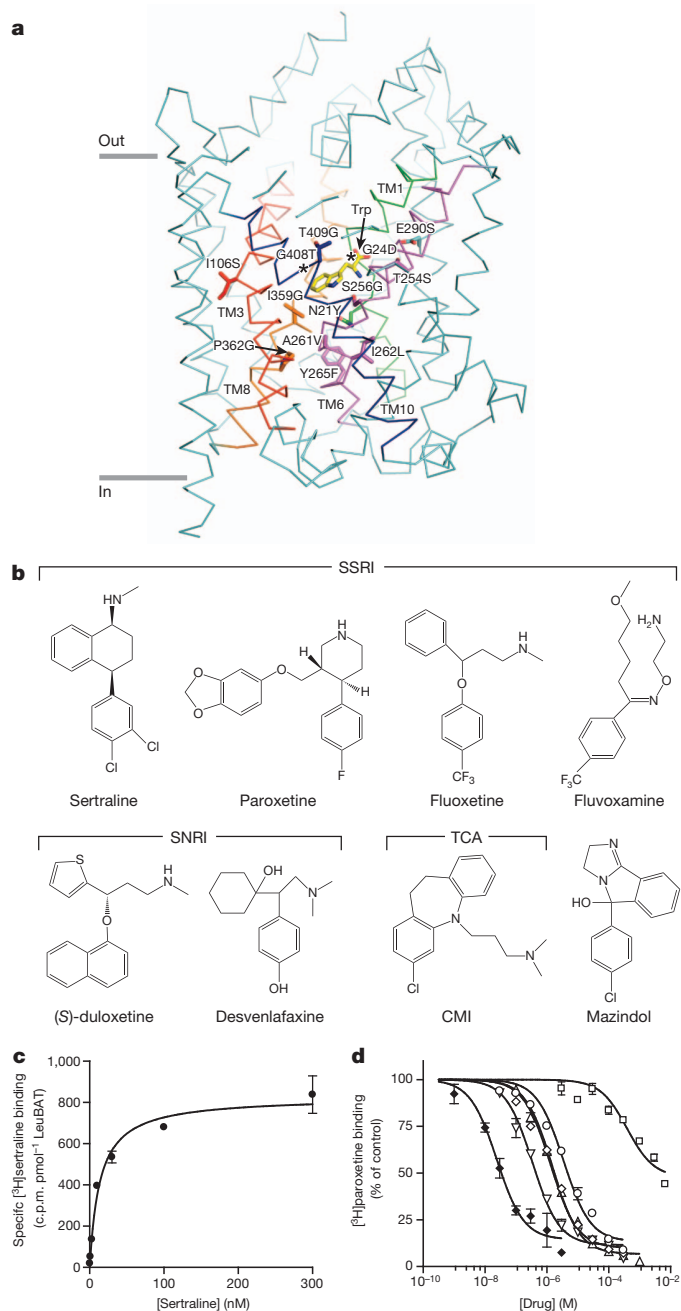 a
Out
TM1
Trp
T409G
E290S
G408T
G24D
*
*
I106S
S256G
T254S
I359G
TM3
N21Y
P362G
A261V
I262L
Y265F
TM8
TM6
TM10
In
b
SSRI
HN
HN
H
O
O
O
H
F
Cl
Cl
H
N
O
CF3
O
H2N
O
N
F3C
Sertraline
Paroxetine
Fluoxetine
Fluvoxamine
SNRI
TCA
S
H
N
O
OH
N
OH
N
Cl
N
N
N
HO
Cl
(S)-duloxetine
Desvenlafaxine
CMI
Mazindol
c
Specifc [3H]sertraline binding
(c.p.m. pmol–1 LeuBAT)
1,000
800
600
400
200
0
0
100
200
300
[Sertraline] (nM)
d
[3H]paroxetine binding
(% of control)
100
75
50
25
0
10–10
10–8
10–6
10–4
10–2
[Drug] (M)